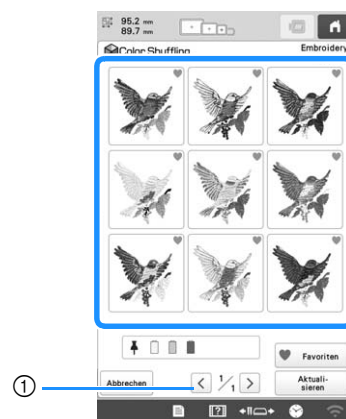 95.2 mm
89.7 mm
Color Shuffling
Embroidery
Favoriten
① Abbrechen
< 1/1 >
Aktuali-
sieren